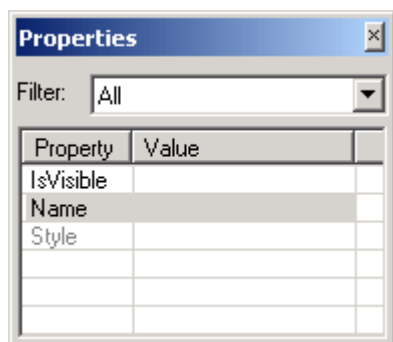 Properties
Filter: All
Property Value
IsVisible
Name
Style